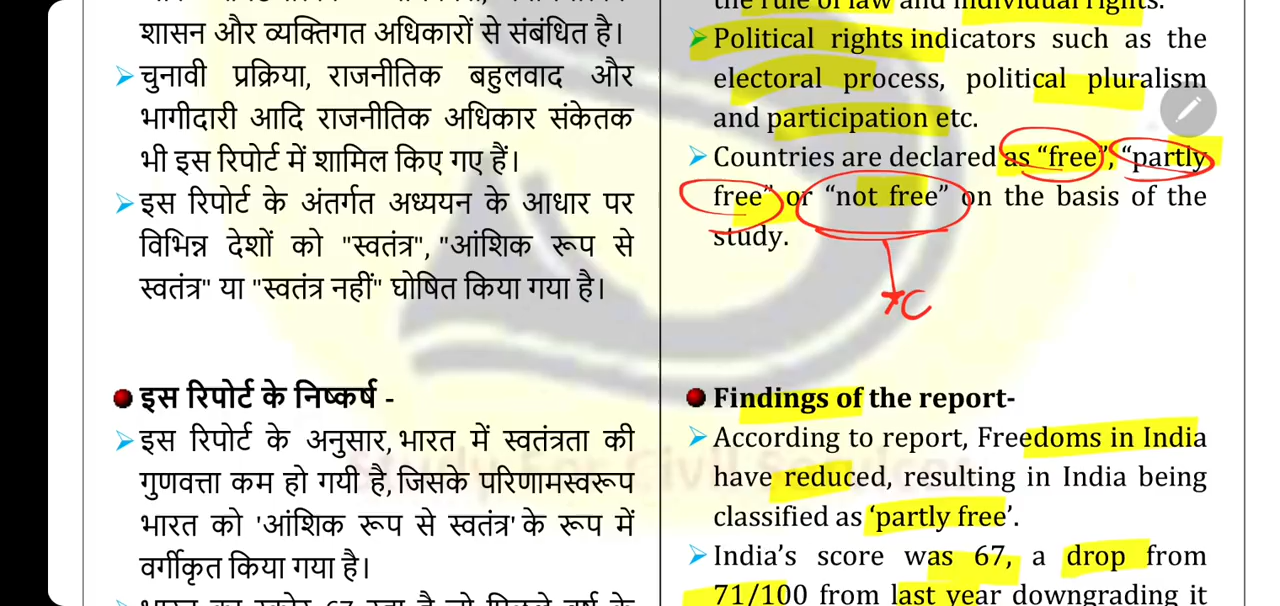 शासन और व्यक्तिगत अधिकारों से संबंधित है।
चुनावी प्रक्रिया, राजनीतिक बहुलवाद और
भागीदारी आदि राजनीतिक अधिकार संकेतक
भी इस रिपोर्ट में शामिल किए गए हैं।
इस रिपोर्ट के अंतर्गत अध्ययन के आधार पर
विभिन्न देशों को "स्वतंत्र", "आंशिक रूप से
स्वतंत्र" या "स्वतंत्र नहीं" घोषित किया गया है।
इस रिपोर्ट के निष्कर्ष -
इस रिपोर्ट के अनुसार, भारत में स्वतंत्रता की
गुणवत्ता कम हो गयी है, जिसके परिणामस्वरूप
भारत को 'आंशिक रूप से स्वतंत्र' के रूप में
वर्गीकृत किया गया है।
the rule of law and individual rights.
Political rights indicators such as the
electoral process, political pluralism
and participation etc.
Countries are declared as “free”, “partly
free” or “not free” on the basis of the
study.
Findings of the report-
According to report, Freedoms in India
have reduced, resulting in India being
classified as ‘partly free’.
India’s score was 67, a drop from
71/100 from last year downgrading it